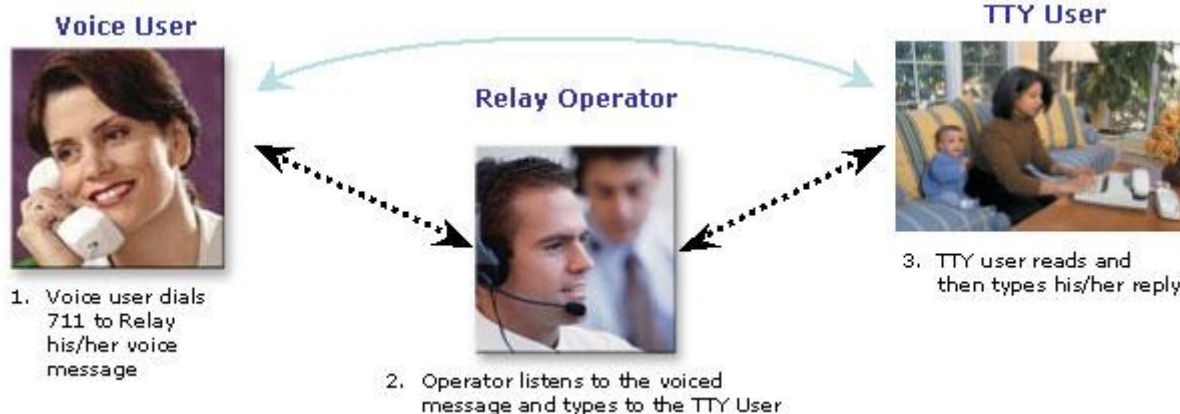 Voice User
TTY User
Relay Operator
1. Voice user dials
711 to Relay
his/her voice
message
2. Operator listens to the voiced
message and types to the TTY User
3. TTY user reads and
then types his/her reply